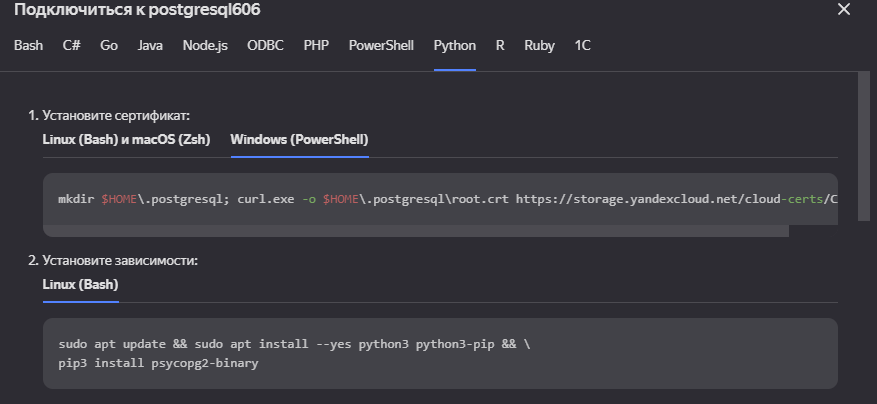 Подключиться к postgresql606
Bash C# Go Java Node.js ODBC PHP PowerShell Python R Ruby 1C
1. Установите сертификат:
Linux (Bash) и macOS (Zsh) Windows (PowerShell)
mkdir $HOME\.postgresql; curl.exe -o $HOME\.postgresql\root.crt https://storage.yandexcloud.net/cloud-certs/C
2. Установите зависимости:
Linux (Bash)
sudo apt update && sudo apt install --yes python3 python3-pip && \
pip3 install psycopg2-binary